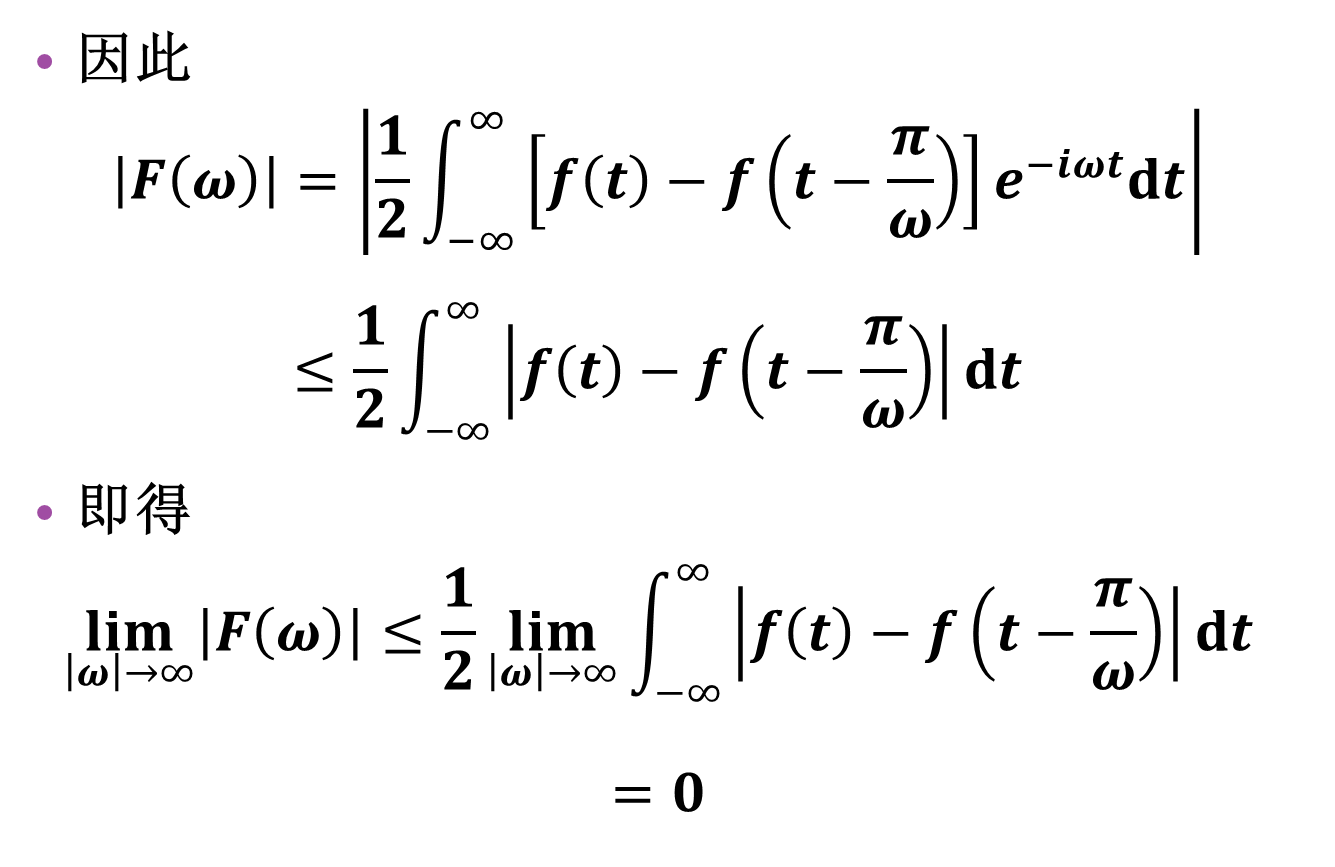 • 因此
|F(ω)| = |1/2 ∫_{-∞}^{∞} [f(t) − f(t − π/ω)] e^{−iωt} dt|
≤ 1/2 ∫_{-∞}^{∞} |f(t) − f(t − π/ω)| dt
• 即得
lim_{|ω|→∞} |F(ω)| ≤ 1/2 lim_{|ω|→∞} ∫_{-∞}^{∞} |f(t) − f(t − π/ω)| dt
= 0